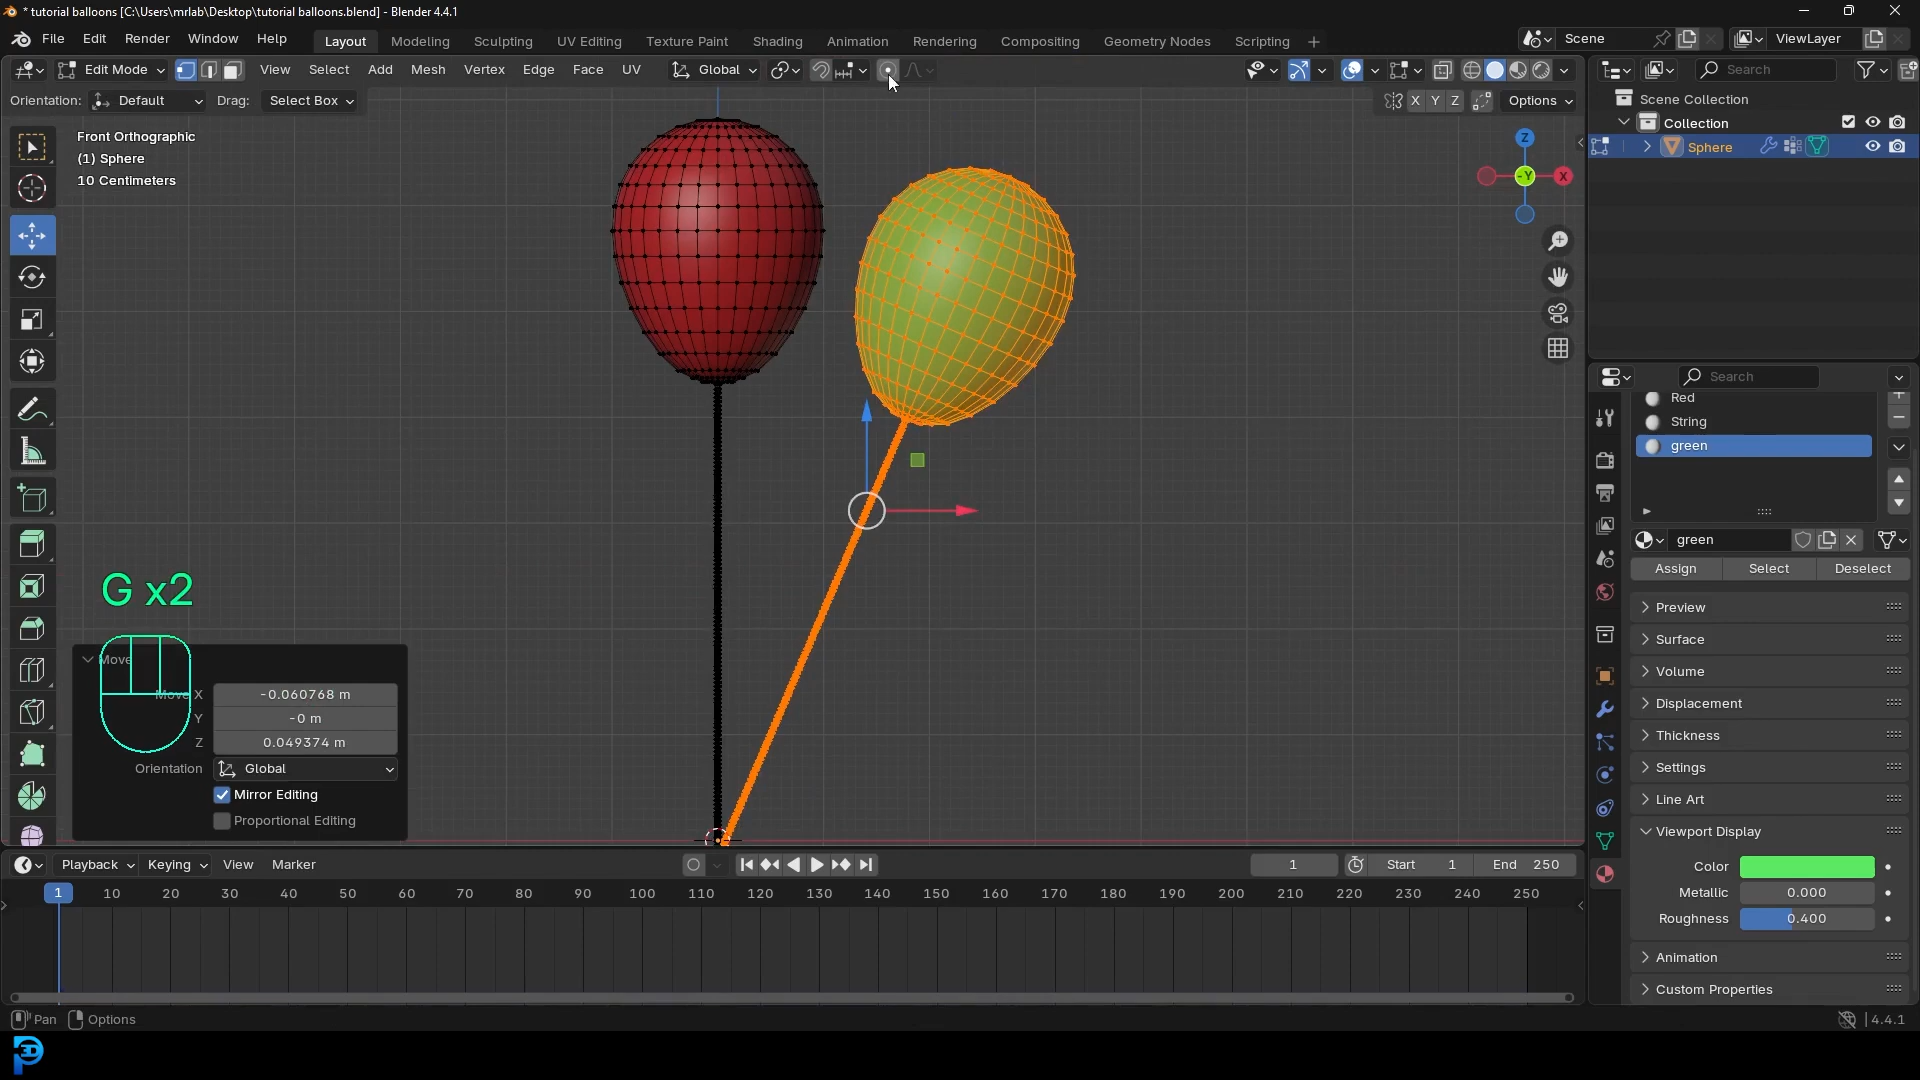 * tutorial balloons [C:\Users\mrlab\Desktop\tutorial balloons.blend] - Blender 4.4.1
File Edit Render Window Help Layout Modeling Sculpting UV Editing Texture Paint Shading Animation Rendering Compositing Geometry Nodes Scripting + Scene ViewLayer
Edit Mode View Select Add Mesh Vertex Edge Face UV Global Search
Orientation: Default Drag: Select Box X Y Z Options
Scene Collection
Collection
Sphere
Front Orthographic
(1) Sphere
10 Centimeters
Z
-Y
X
Search
Red
String
green
green
Assign Select Deselect
Preview
Surface
Volume
Displacement
Thickness
Settings
Line Art
Viewport Display
Color
Metallic 0.000
Roughness 0.400
Animation
Custom Properties
G x2
Move
Move X -0.060768 m
Y -0 m
Z 0.049374 m
Orientation Global
Mirror Editing
Proportional Editing
Playback Keying View Marker 1 Start 1 End 250
1 10 20 30 40 50 60 70 80 90 100 110 120 130 140 150 160 170 180 190 200 210 220 230 240 250
Pan Options 4.4.1